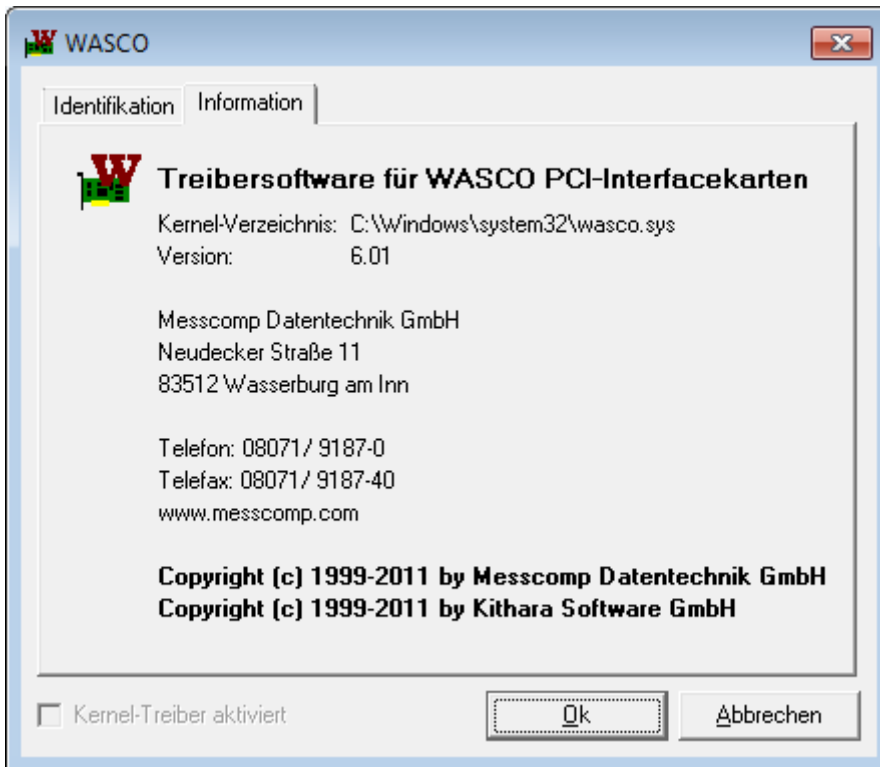 WASCO
Identifikation Information
Treibersoftware für WASCO PCI-Interfacekarten
Kernel-Verzeichnis: C:\Windows\system32\wasco.sys
Version: 6.01
Messcomp Datentechnik GmbH
Neudecker Straße 11
83512 Wasserburg am Inn
Telefon: 08071/ 9187-0
Telefax: 08071/ 9187-40
www.messcomp.com
Copyright (c) 1999-2011 by Messcomp Datentechnik GmbH
Copyright (c) 1999-2011 by Kithara Software GmbH
Kernel-Treiber aktiviert Ok Abbrechen